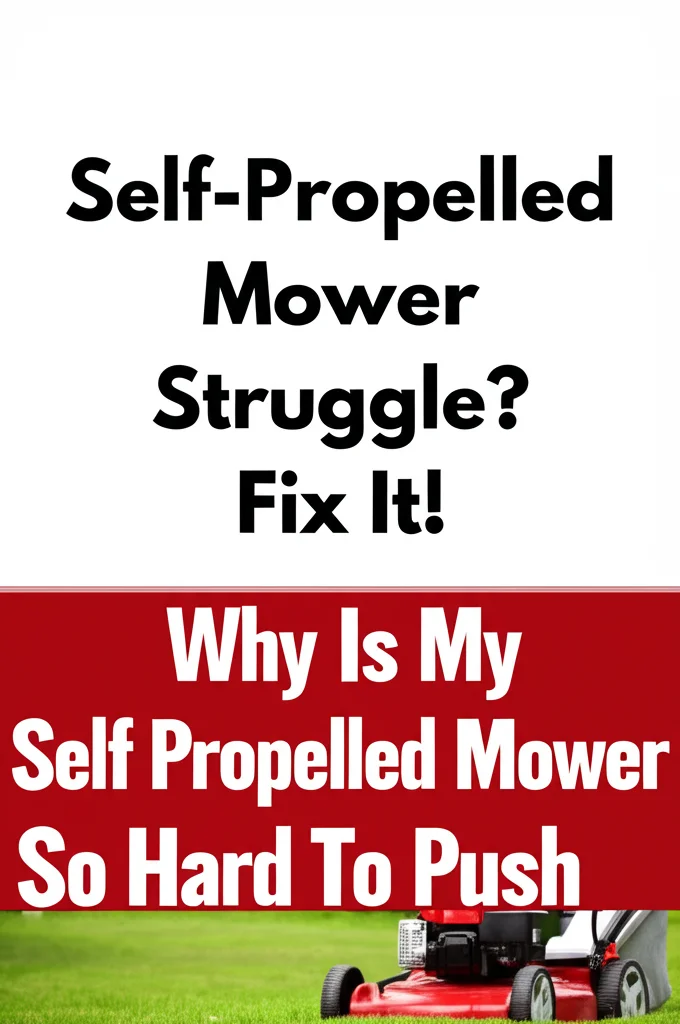 Self-Propelled
Mower
Struggle?
Fix It!
Why Is My
Self Propelled Mower
So Hard To Push